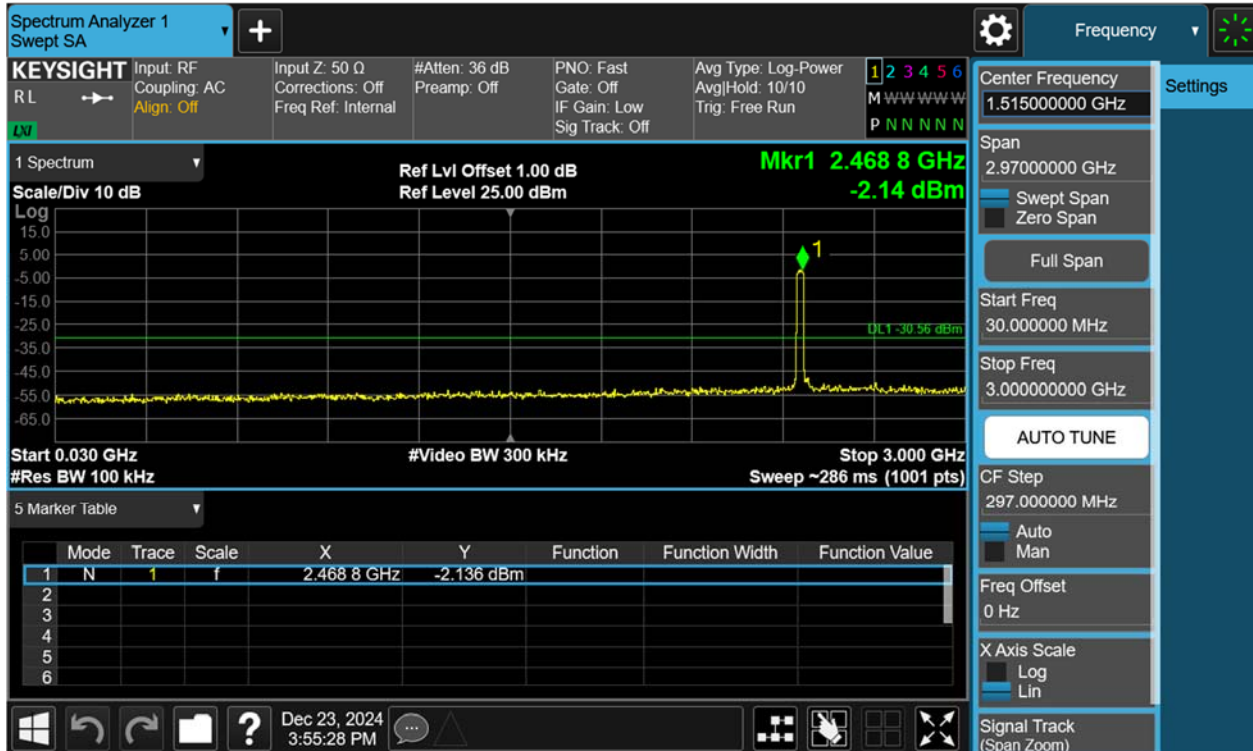 Spectrum Analyzer 1
Swept SA
+
Frequency
KEYSIGHT
RL
LXI
Input: RF
Coupling: AC
Align: Off
Input Z: 50 Ω
Corrections: Off
Freq Ref: Internal
#Atten: 36 dB
Preamp: Off
PNO: Fast
Gate: Off
IF Gain: Low
Sig Track: Off
Avg Type: Log-Power
Avg|Hold: 10/10
Trig: Free Run
1 2 3 4 5 6
M W W W W W
P N N N N N
1 Spectrum
Scale/Div 10 dB
Ref Lvl Offset 1.00 dB
Ref Level 25.00 dBm
Mkr1 2.468 8 GHz
-2.14 dBm
Log
15.0
5.00
-5.00
-15.0
-25.0
-35.0
-45.0
-55.0
-65.0
1
DL1 -30.56 dBm
Start 0.030 GHz
#Res BW 100 kHz
#Video BW 300 kHz
Stop 3.000 GHz
Sweep ~286 ms (1001 pts)
5 Marker Table
Mode Trace Scale X Y Function Function Width Function Value
1 N 1 f 2.468 8 GHz -2.136 dBm
2
3
4
5
6
Dec 23, 2024
3:55:28 PM
?
Center Frequency
1.515000000 GHz
Settings
Span
2.97000000 GHz
Swept Span
Zero Span
Full Span
Start Freq
30.000000 MHz
Stop Freq
3.000000000 GHz
AUTO TUNE
CF Step
297.000000 MHz
Auto
Man
Freq Offset
0 Hz
X Axis Scale
Log
Lin
Signal Track
(Span Zoom)